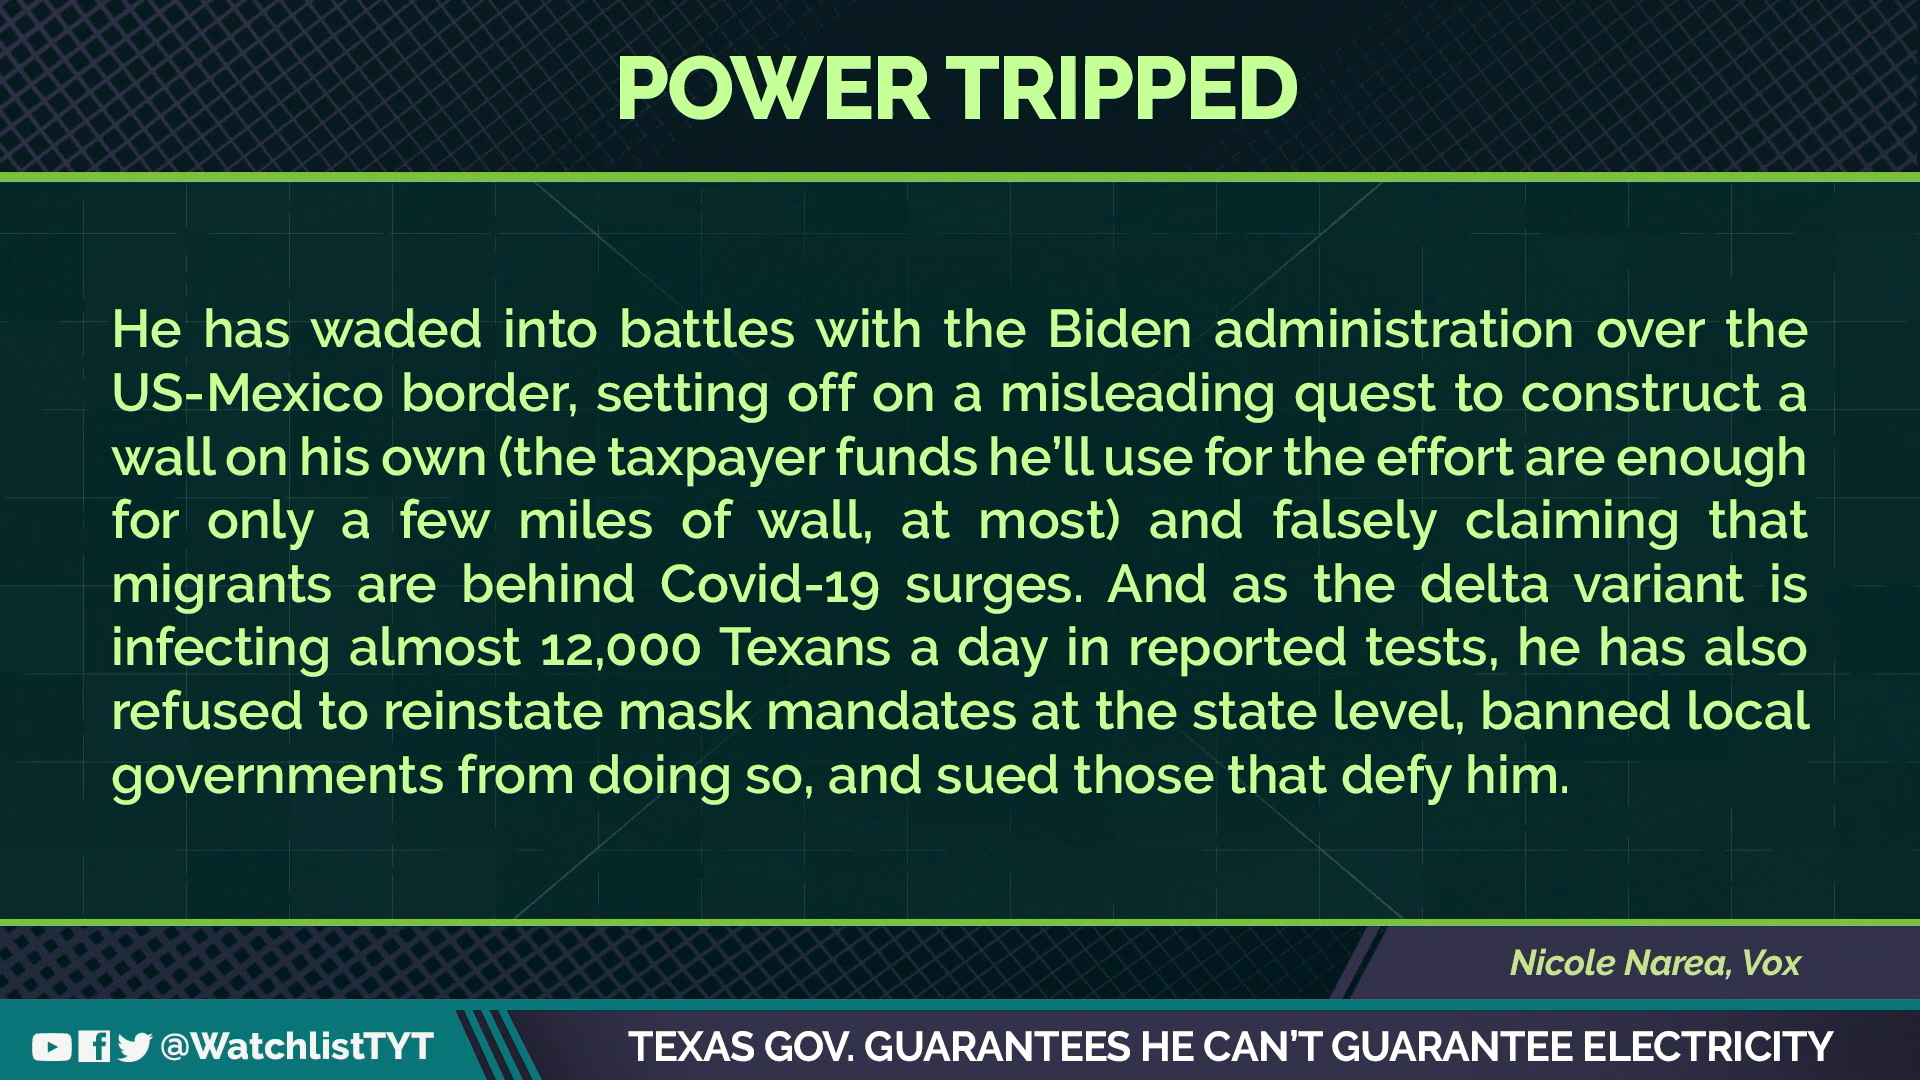 POWER TRIPPED
He has waded into battles with the Biden administration over the
US-Mexico border, setting off on a misleading quest to construct a
wall on his own (the taxpayer funds he’ll use for the effort are enough
for only a few miles of wall, at most) and falsely claiming that
migrants are behind Covid-19 surges. And as the delta variant is
infecting almost 12,000 Texans a day in reported tests, he has also
refused to reinstate mask mandates at the state level, banned local
governments from doing so, and sued those that defy him.
Nicole Narea, Vox
@WatchlistTYT
TEXAS GOV. GUARANTEES HE CAN’T GUARANTEE ELECTRICITY